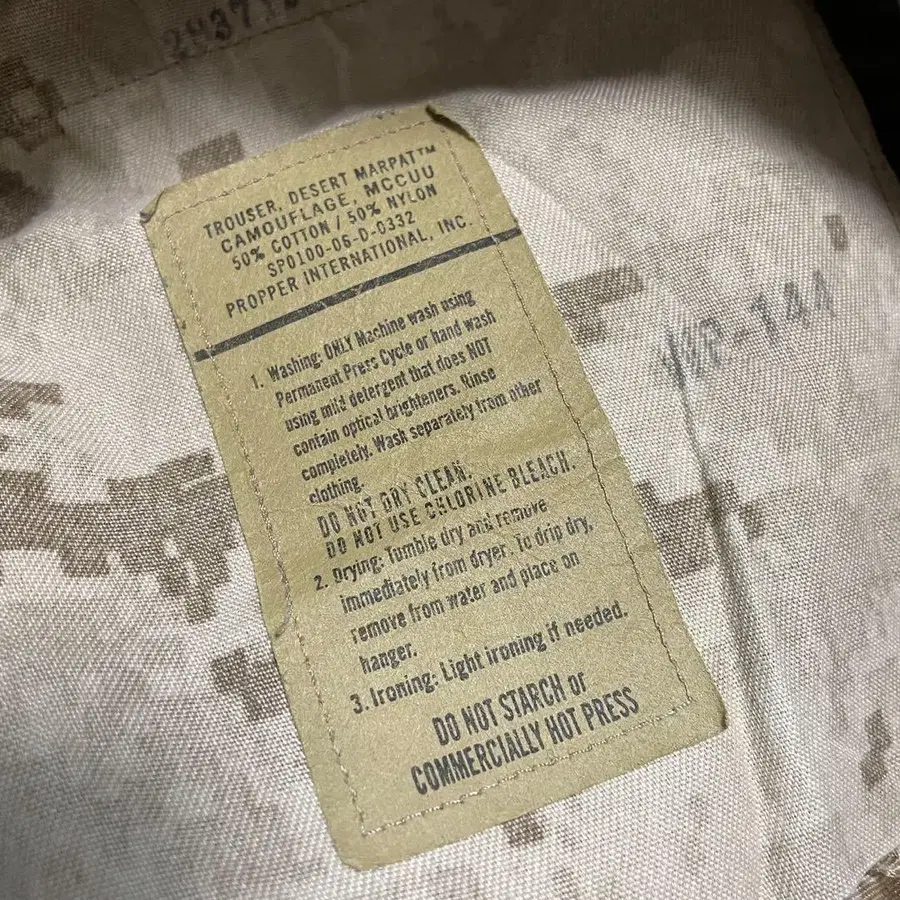 TROUSER, DESERT MARPAT™
CAMOUFLAGE, MCCUU
50% COTTON / 50% NYLON
SP0100-06-D-0332
PROPPER INTERNATIONAL, INC.
1. Washing: ONLY Machine wash using
Permanent Press Cycle or hand wash
using mild detergent that does NOT
contain optical brighteners. Rinse
completely. Wash separately from other
clothing.
DO NOT DRY CLEAN.
DO NOT USE CHLORINE BLEACH.
2. Drying: Tumble dry and remove
immediately from dryer. To drip dry,
remove from water and place on
hanger.
3. Ironing: Light ironing if needed.
DO NOT STARCH or
COMMERCIALLY HOT PRESS